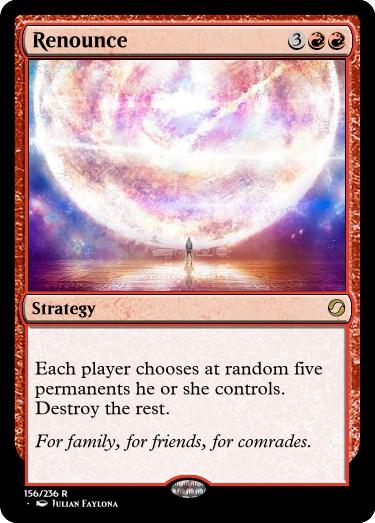 Renounce 3
Strategy
Each player chooses at random five
permanents he or she controls.
Destroy the rest.
For family, for friends, for comrades.
156/236 R
· Julian Faylona